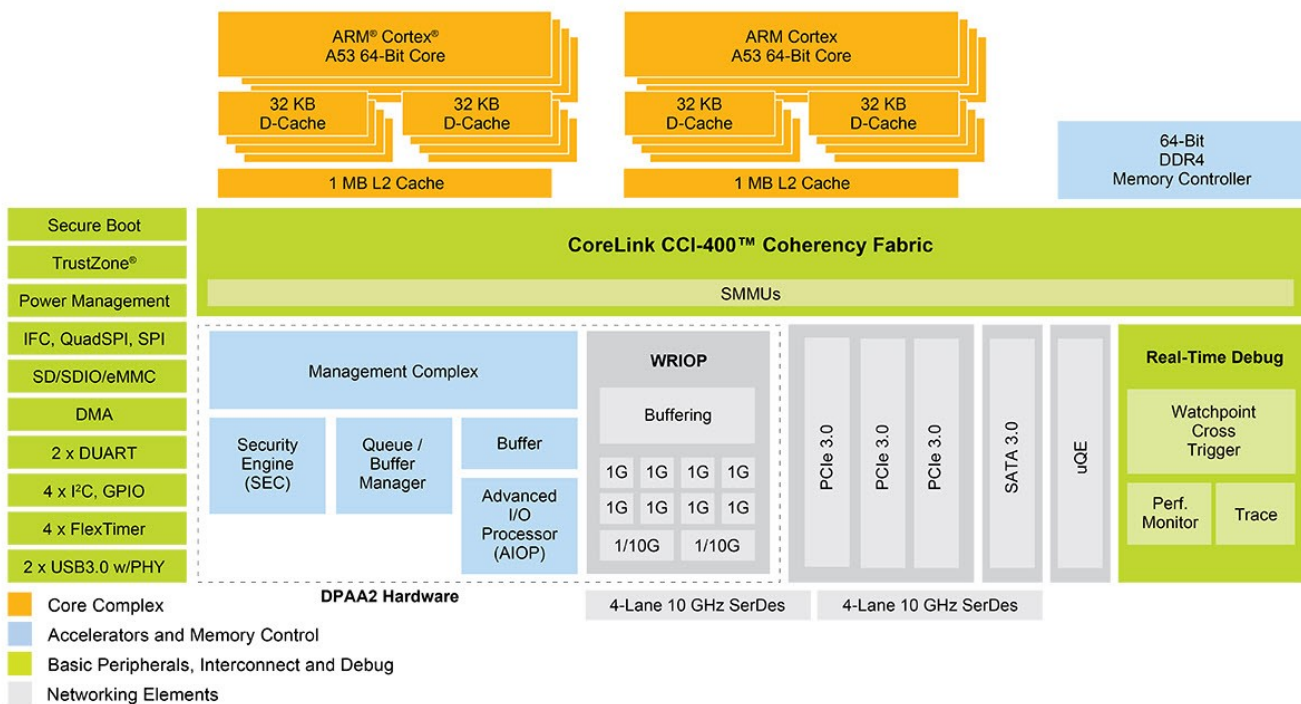 ARM® Cortex®
A53 64-Bit Core
ARM Cortex
A53 64-Bit Core
32 KB
D-Cache
32 KB
D-Cache
32 KB
D-Cache
32 KB
D-Cache
1 MB L2 Cache
1 MB L2 Cache
64-Bit
DDR4
Memory Controller
Secure Boot
TrustZone®
Power Management
IFC, QuadSPI, SPI
SD/SDIO/eMMC
DMA
2 x DUART
4 x I²C, GPIO
4 x FlexTimer
2 x USB3.0 w/PHY
CoreLink CCI-400™ Coherency Fabric
SMMUs
Management Complex
Security
Engine
(SEC)
Queue /
Buffer
Manager
Buffer
Advanced
I/O
Processor
(AIOP)
DPAA2 Hardware
WRIOP
Buffering
1G 1G 1G 1G
1G 1G 1G 1G
1/10G 1/10G
PCIe 3.0
PCIe 3.0
PCIe 3.0
SATA 3.0
uQE
Real-Time Debug
Watchpoint
Cross
Trigger
Perf.
Monitor
Trace
4-Lane 10 GHz SerDes
4-Lane 10 GHz SerDes
Core Complex
Accelerators and Memory Control
Basic Peripherals, Interconnect and Debug
Networking Elements